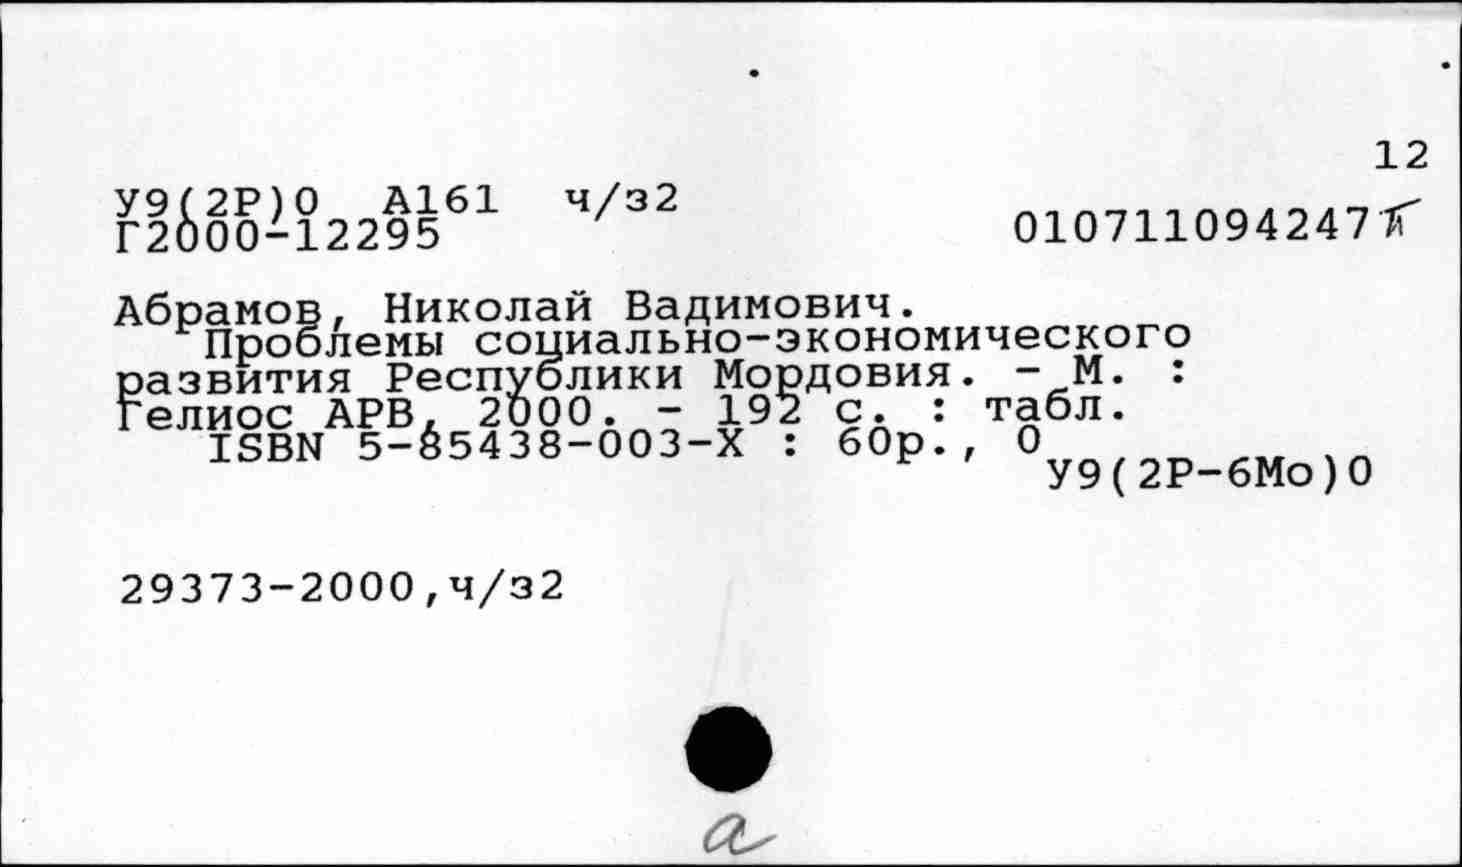 12
У9(2Р)0 А161 ч/з2
Г2000-12295
010711094247
Абрамов, Николай Вадимович.
Проблемы социально-экономического
развития Республики Мордовия. - М. :
Гелиос АРВ, 2000. - 192 с. : табл.
ISBN 5-85438-003-X : 60р., 0
У9(2Р-6Мо)0
29373-2000,ч/з2
а